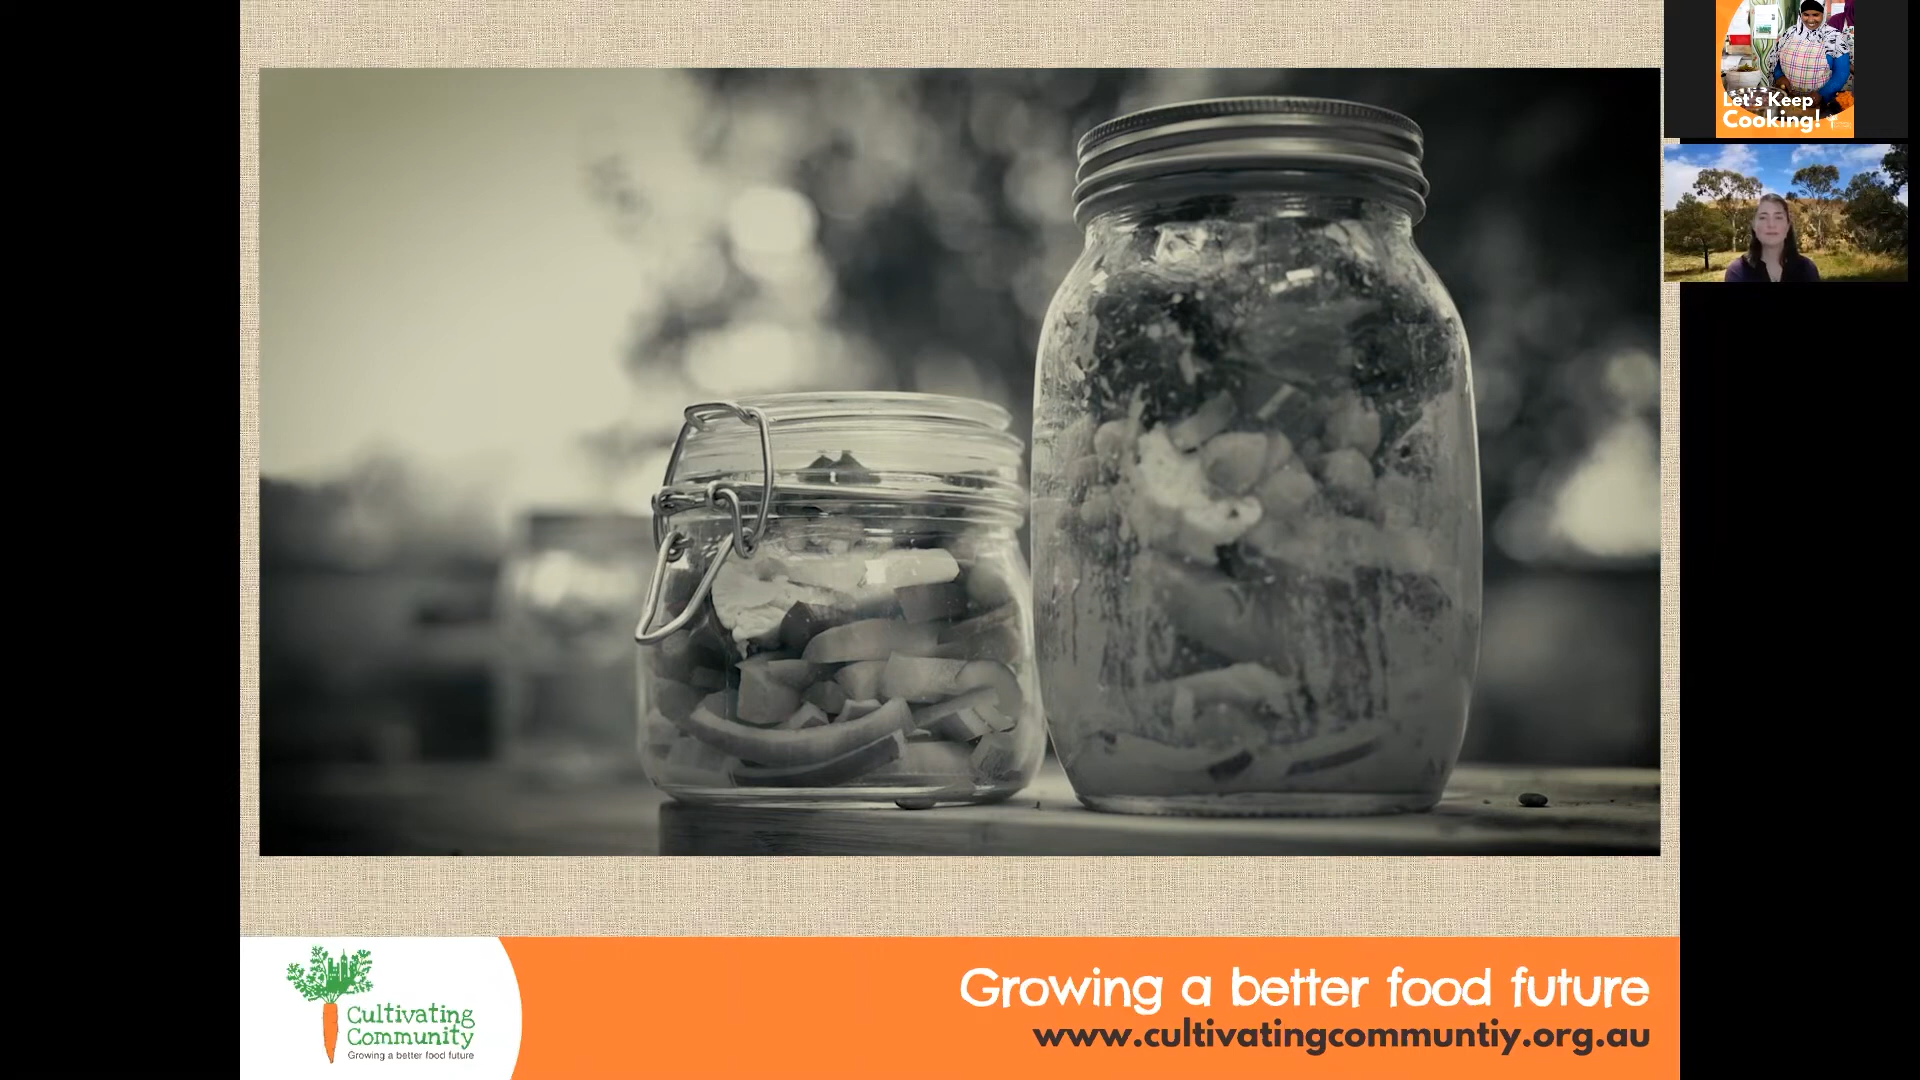 Let's Keep
Cooking!
Cultivating
Community
Growing a better food future
Growing a better food future
www.cultivatingcommuntiy.org.au